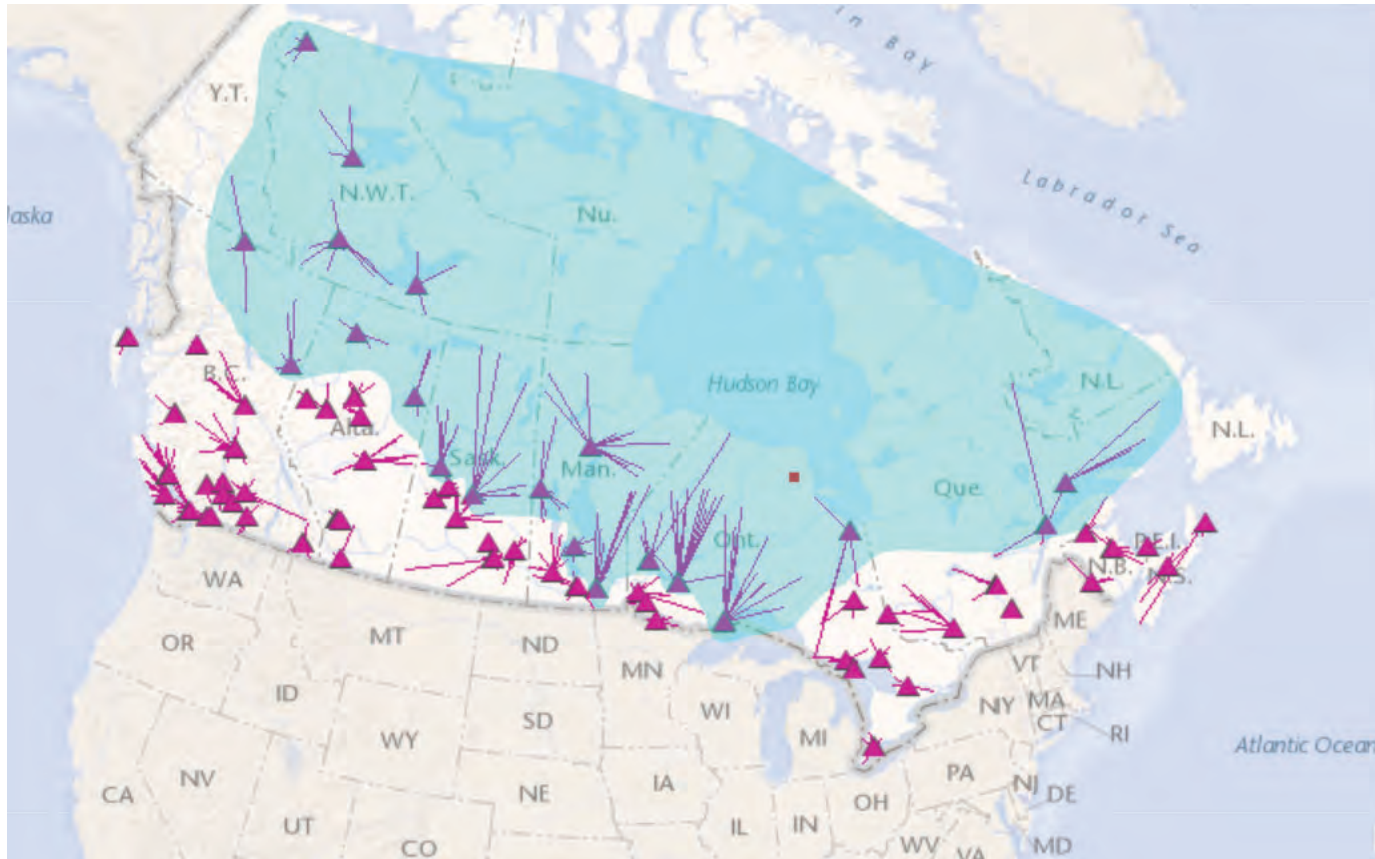 in Bay
Y.T.
Labrador Sea
N.W.T.
Nu.
laska
B.C.
Hudson Bay
N.L.
Alta.
N.L.
Sask.
Man.
Que.
Ont.
P.E.I.
N.B.
N.S.
WA
ME
MT
ND
OR
MN
VT
NH
ID
NY
MA
SD
WI
CT
RI
WY
MI
Atlantic Ocean
PA
NV
IA
NJ
CA
NE
OH
DE
UT
IL
IN
CO
WV
VA
MD